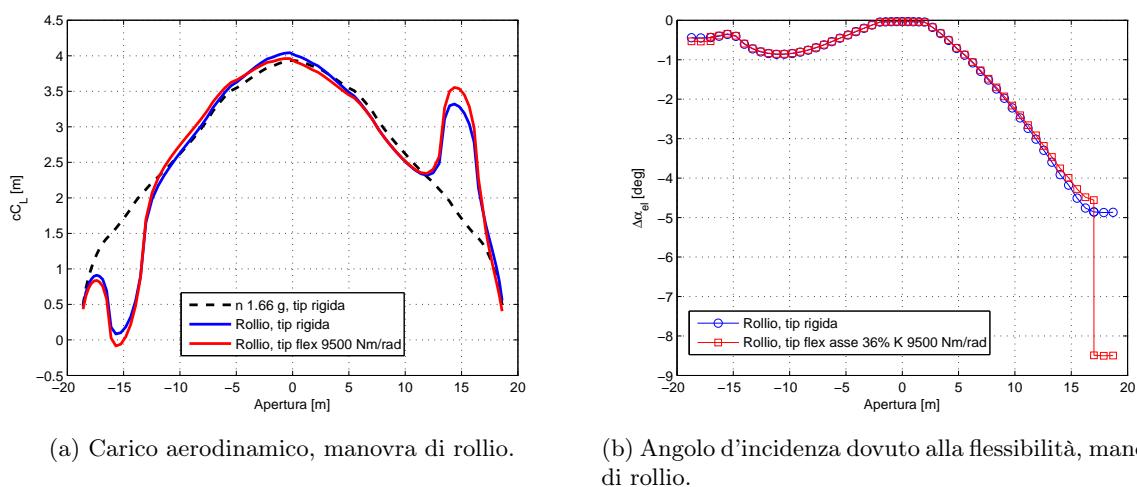 4.5
4
3.5
3
2.5
2
1.5
1
0.5
0
−0.5
cC_L [m]
−20 −15 −10 −5 0 5 10 15 20
Apertura [m]
n 1.66 g, tip rigida
Rollio, tip rigida
Rollio, tip flex 9500 Nm/rad
(a) Carico aerodinamico, manovra di rollio.
0
−1
−2
−3
−4
−5
−6
−7
−8
−9
Δα_el [deg]
−20 −15 −10 −5 0 5 10 15 20
Apertura [m]
Rollio, tip rigida
Rollio, tip flex asse 36% K 9500 Nm/rad
(b) Angolo d'incidenza dovuto alla flessibilità, mano
di rollio.